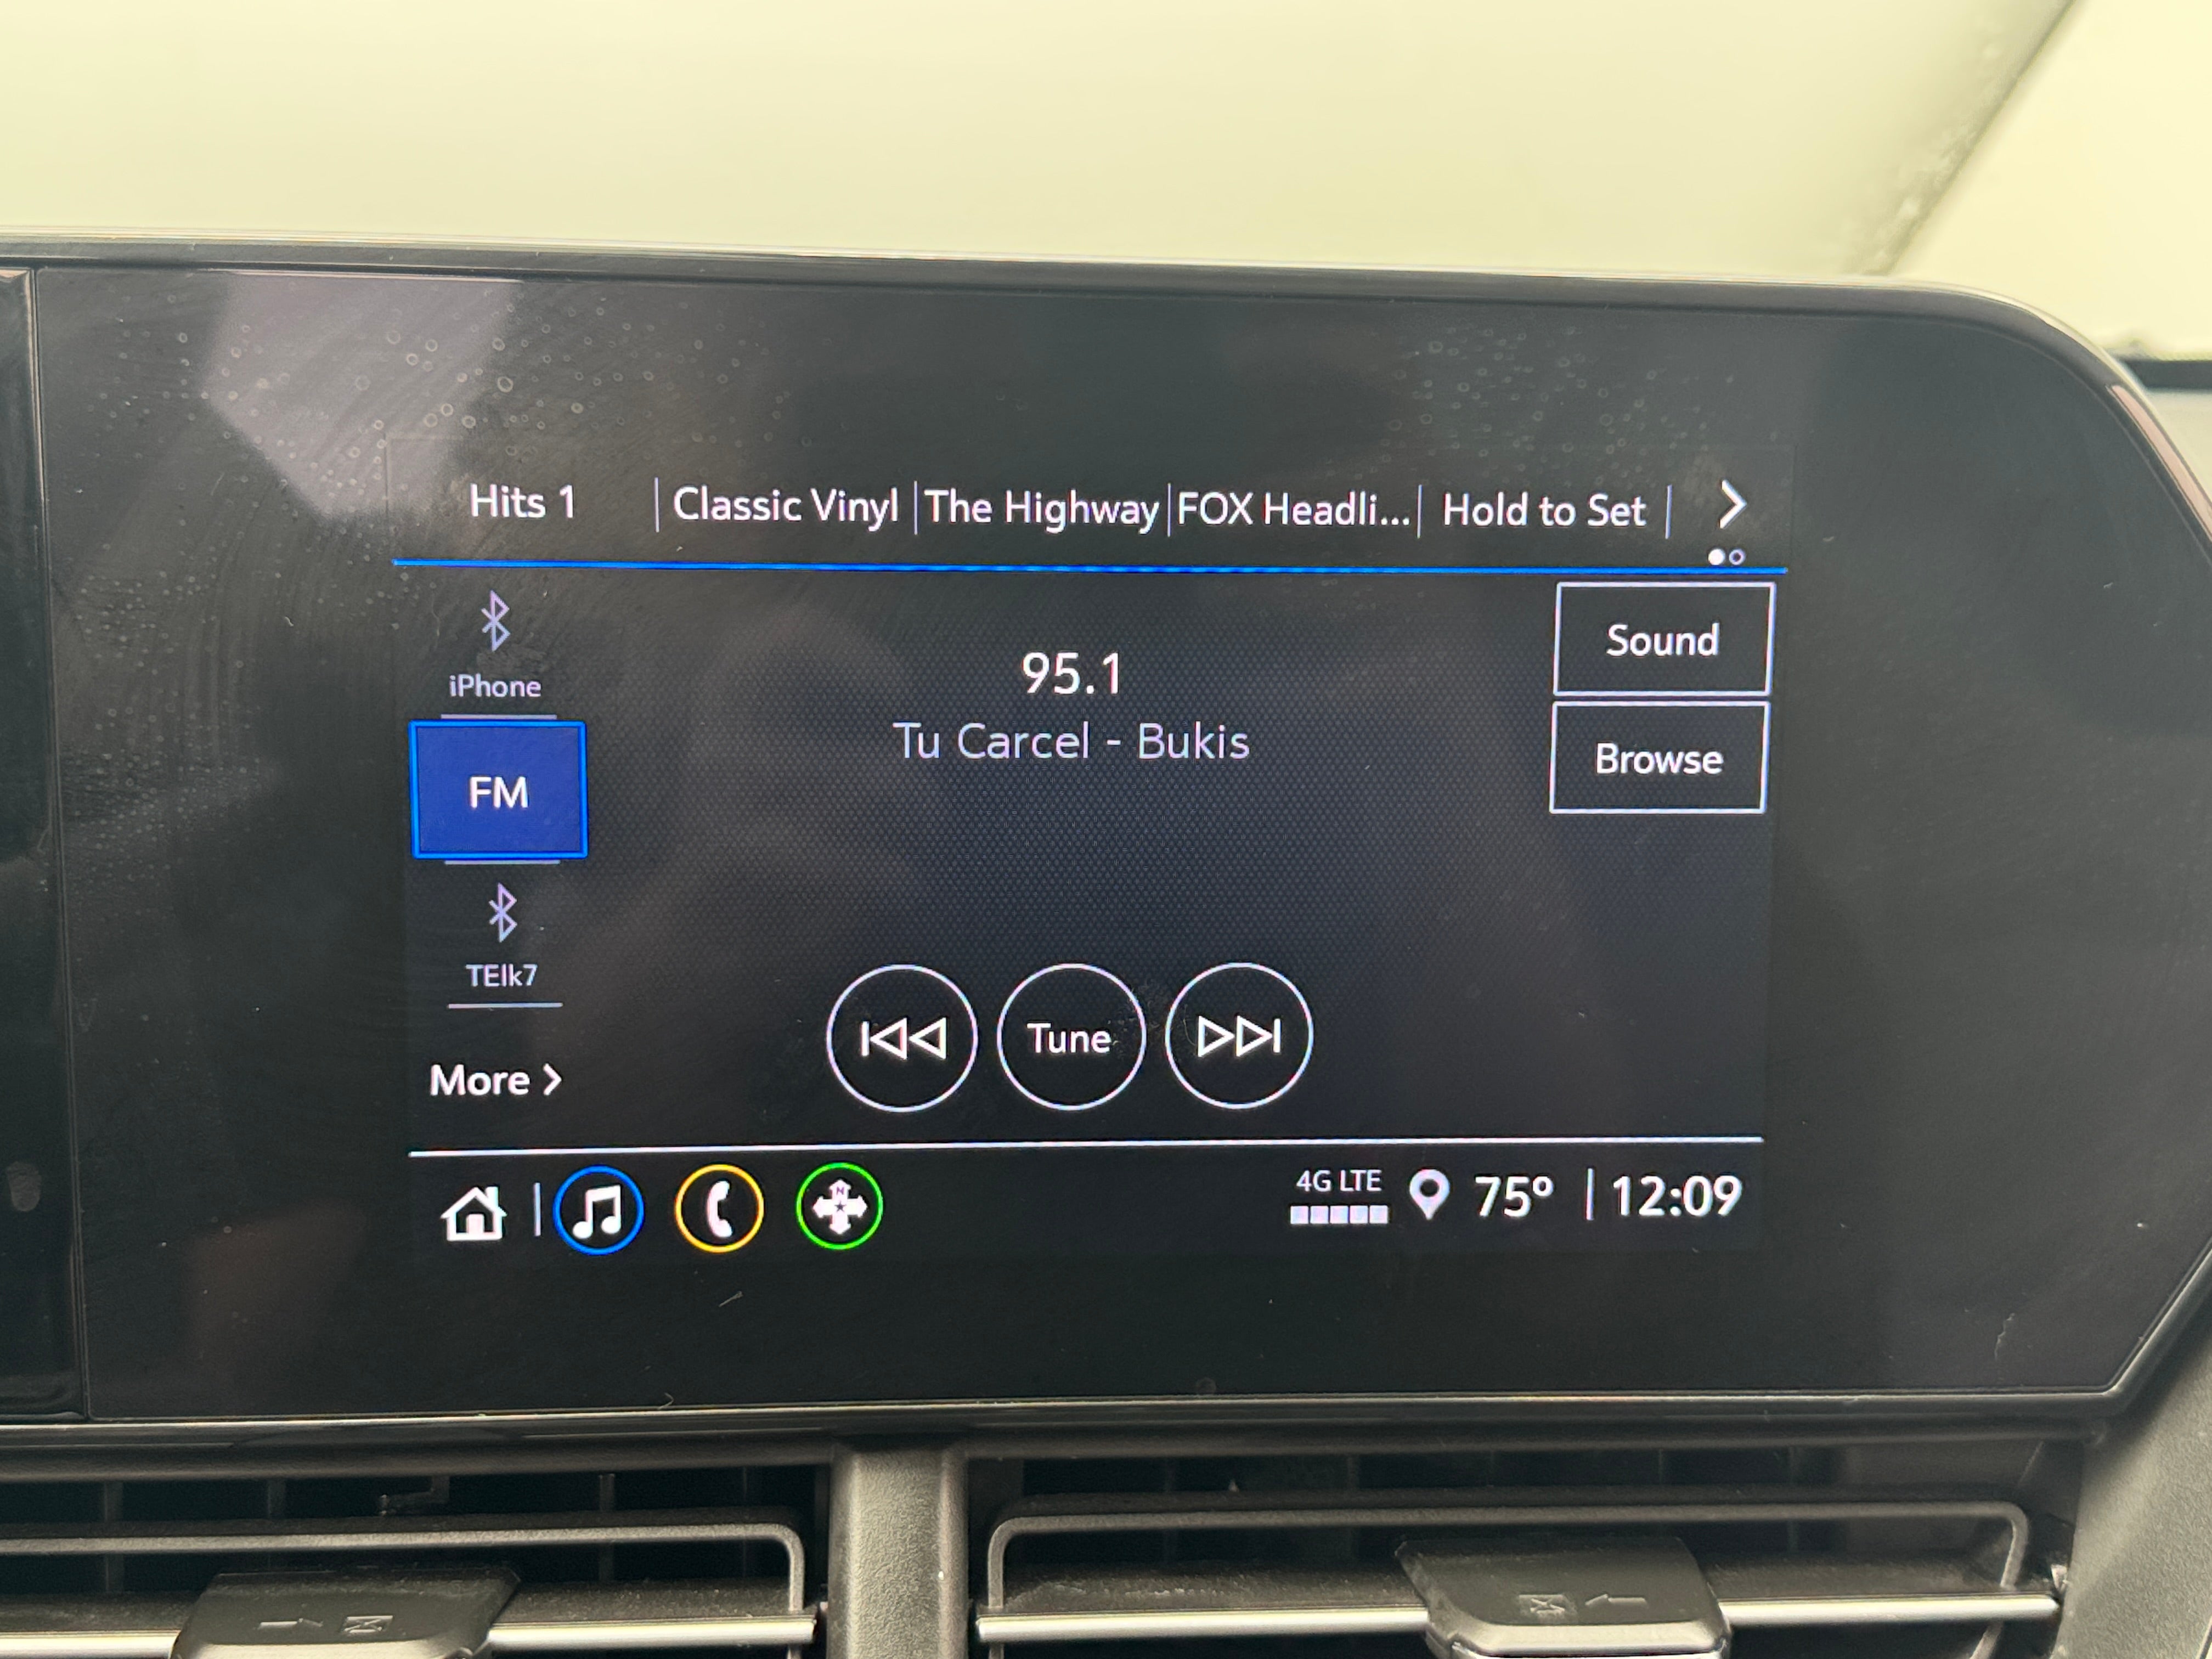 Hits 1 | Classic Vinyl | The Highway | FOX Headli... | Hold to Set |
iPhone
Sound
95.1
Tu Carcel - Bukis
Browse
FM
TElk7
Tune
More >
4G LTE
75° | 12:09